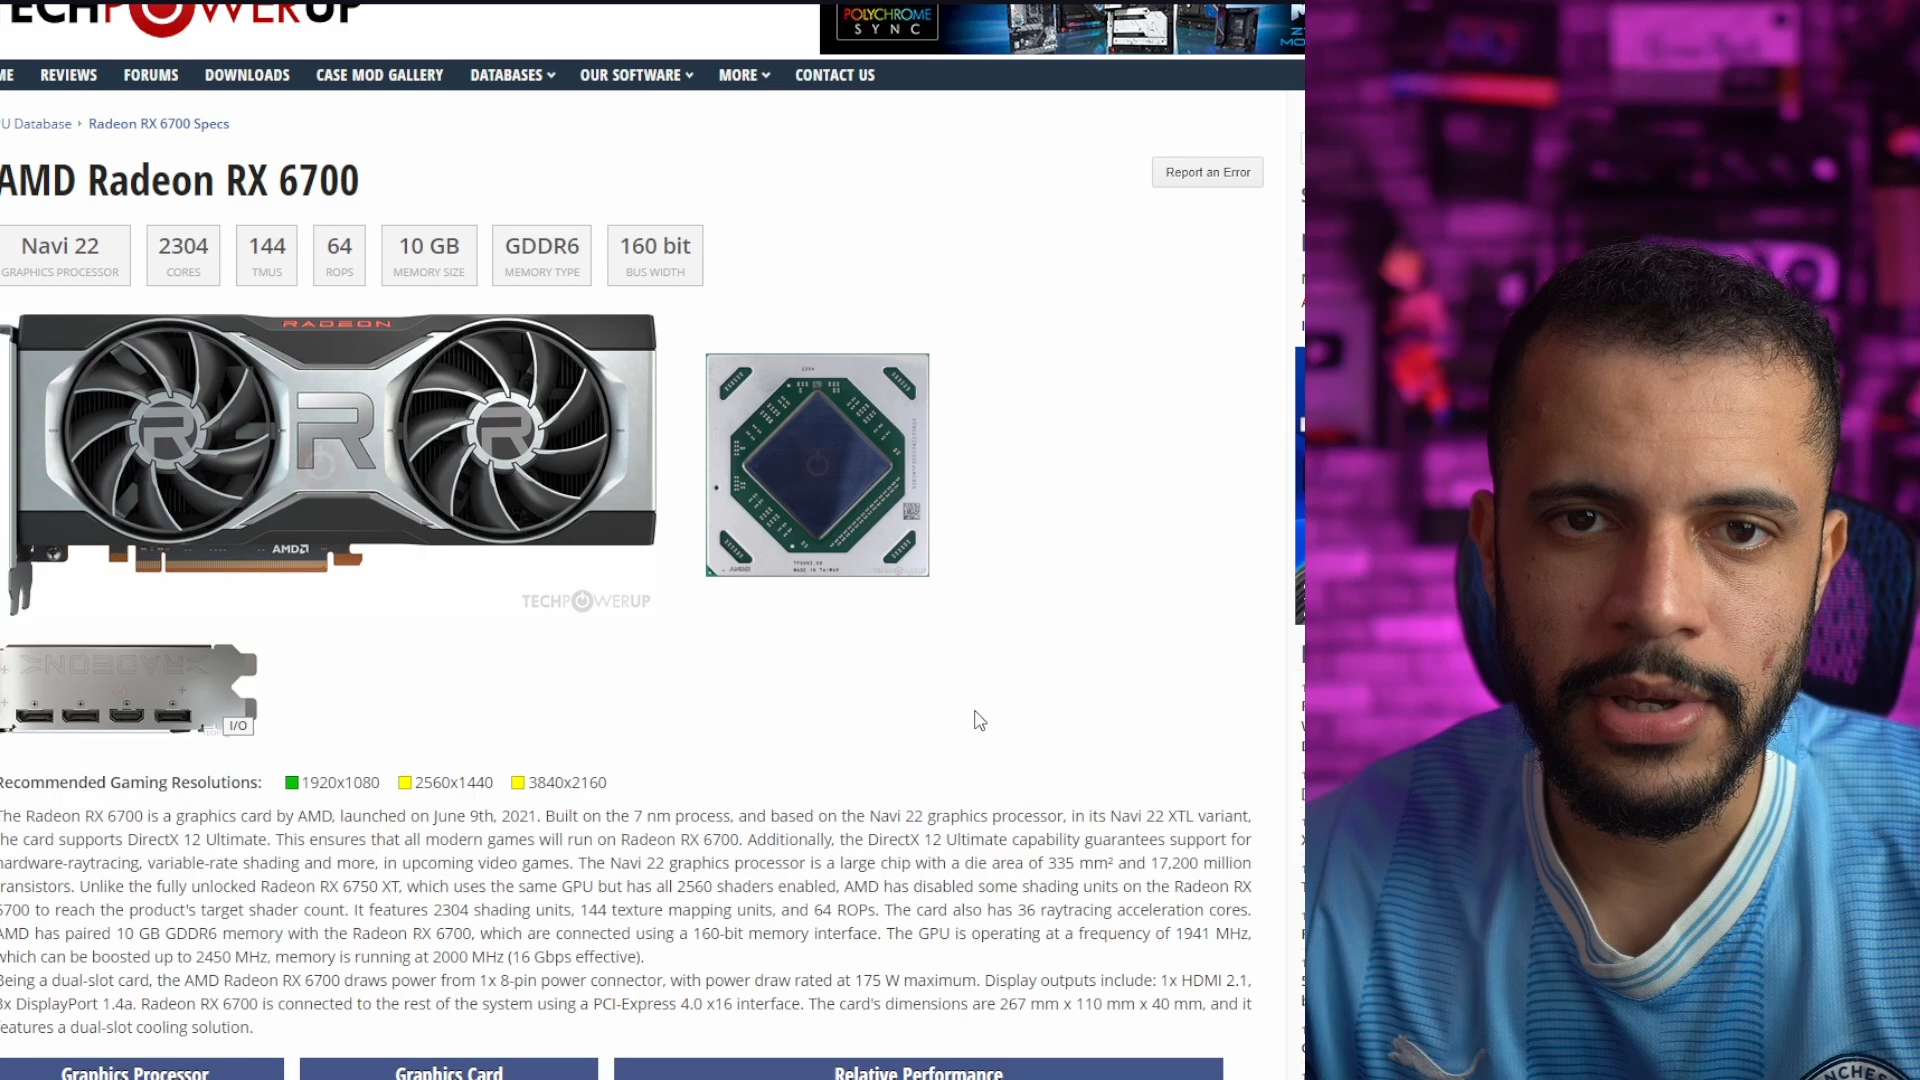 TECHPOWERUP
POLYCHROME
SYNC
ME REVIEWS FORUMS DOWNLOADS CASE MOD GALLERY DATABASES OUR SOFTWARE MORE CONTACT US
U Database Radeon RX 6700 Specs
AMD Radeon RX 6700
Report an Error
Navi 22 2304 144 64 10 GB GDDR6 160 bit
GRAPHICS PROCESSOR CORES TMUS ROPS MEMORY SIZE MEMORY TYPE BUS WIDTH
RADEON
R R R
AMD
AMD
MADE IN TAIWAN
TECHPOWERUP
RADEON
I/O
Recommended Gaming Resolutions: 1920x1080 2560x1440 3840x2160
The Radeon RX 6700 is a graphics card by AMD, launched on June 9th, 2021. Built on the 7 nm process, and based on the Navi 22 graphics processor, in its Navi 22 XTL variant,
the card supports DirectX 12 Ultimate. This ensures that all modern games will run on Radeon RX 6700. Additionally, the DirectX 12 Ultimate capability guarantees support for
hardware-raytracing, variable-rate shading and more, in upcoming video games. The Navi 22 graphics processor is a large chip with a die area of 335 mm² and 17,200 million
transistors. Unlike the fully unlocked Radeon RX 6750 XT, which uses the same GPU but has all 2560 shaders enabled, AMD has disabled some shading units on the Radeon RX
6700 to reach the product's target shader count. It features 2304 shading units, 144 texture mapping units, and 64 ROPs. The card also has 36 raytracing acceleration cores.
AMD has paired 10 GB GDDR6 memory with the Radeon RX 6700, which are connected using a 160-bit memory interface. The GPU is operating at a frequency of 1941 MHz,
which can be boosted up to 2450 MHz, memory is running at 2000 MHz (16 Gbps effective).
Being a dual-slot card, the AMD Radeon RX 6700 draws power from 1x 8-pin power connector, with power draw rated at 175 W maximum. Display outputs include: 1x HDMI 2.1,
3x DisplayPort 1.4a. Radeon RX 6700 is connected to the rest of the system using a PCI-Express 4.0 x16 interface. The card's dimensions are 267 mm x 110 mm x 40 mm, and it
features a dual-slot cooling solution.
Graphics Processor Graphics Card Relative Performance
NCHES